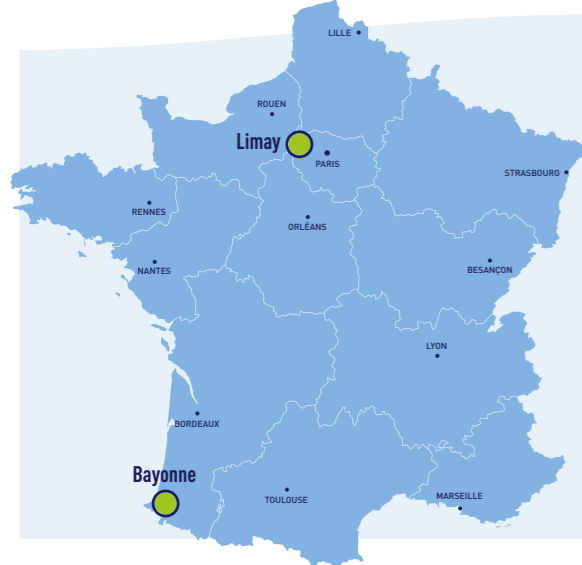 LILLE
ROUEN
Limay
PARIS
STRASBOURG
RENNES
ORLÉANS
NANTES
BESANÇON
LYON
BORDEAUX
Bayonne
TOULOUSE
MARSEILLE